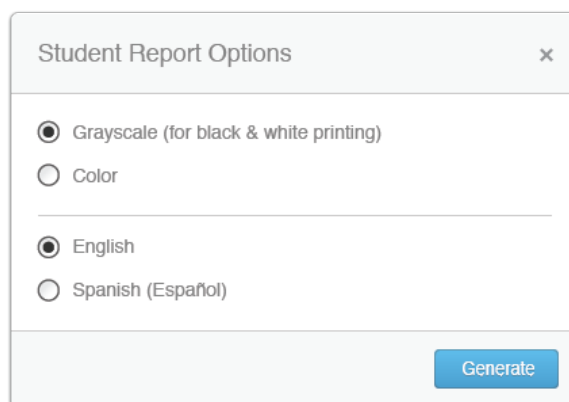 Student Report Options ×
Grayscale (for black & white printing)
Color
English
Spanish (Español)
Generate